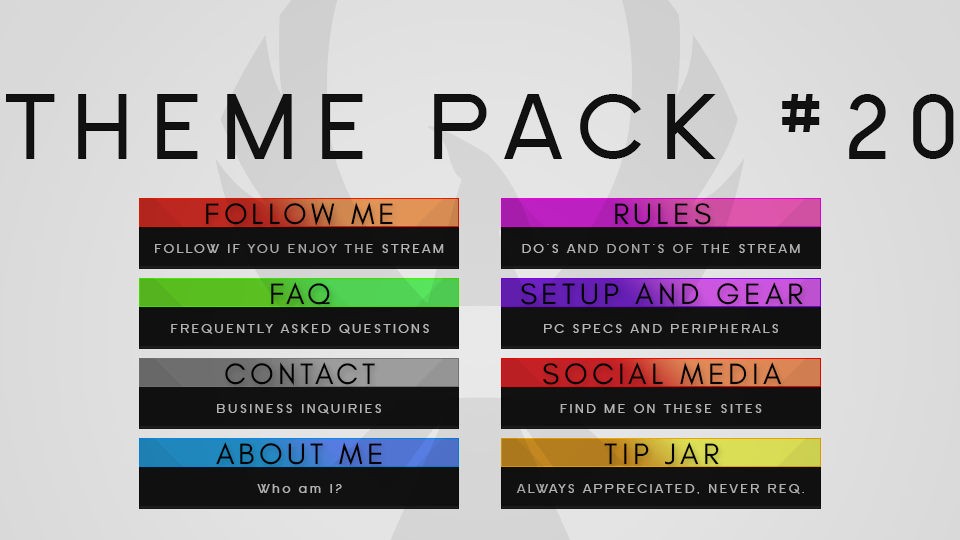 THEME PACK #20
FOLLOW ME
FOLLOW IF YOU ENJOY THE STREAM
FAQ
FREQUENTLY ASKED QUESTIONS
CONTACT
BUSINESS INQUIRIES
ABOUT ME
Who am I?
RULES
DO'S AND DONT'S OF THE STREAM
SETUP AND GEAR
PC SPECS AND PERIPHERALS
SOCIAL MEDIA
FIND ME ON THESE SITES
TIP JAR
ALWAYS APPRECIATED, NEVER REQ.